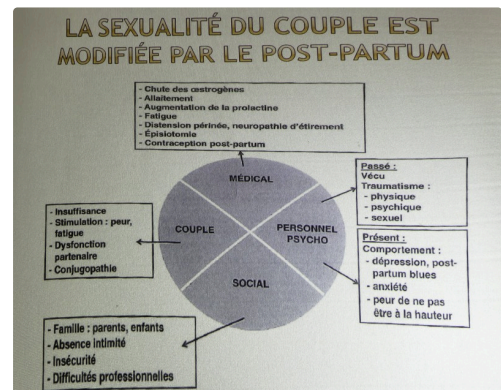 LA SEXUALITÉ DU COUPLE EST
MODIFIÉE PAR LE POST-PARTUM
- Chute des œstrogènes
- Allaitement
- Augmentation de la prolactine
- Fatigue
- Distension périnée, neuropathie d'étirement
- Épisiotomie
- Contraception post-partum
MÉDICAL
COUPLE
PERSONNEL
PSYCHO
SOCIAL
Passé :
Vécu
Traumatisme :
- physique
- psychique
- sexuel
- Insuffisance
- Stimulation : peur,
fatigue
- Dysfonction
partenaire
- Conjugopathie
Présent :
Comportement :
- dépression, post-
partum blues
- anxiété
- peur de ne pas
être à la hauteur
- Famille : parents, enfants
- Absence intimité
- Insécurité
- Difficultés professionnelles